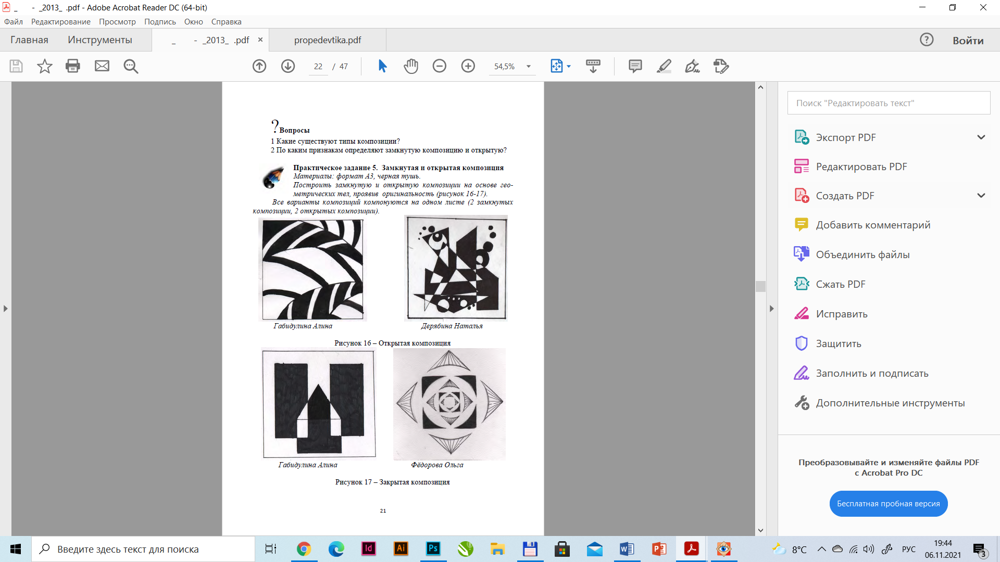 _ - _2013_ .pdf - Adobe Acrobat Reader DC (64-bit)
Файл Редактирование Просмотр Подпись Окно Справка
Главная Инструменты _ - _2013_ .pdf × propedevtika.pdf ? Войти
22 / 47 54,5%
? Вопросы
1 Какие существуют типы композиции?
2 По каким признакам определяют замкнутую композицию и открытую?
Практическое задание 5. Замкнутая и открытая композиция
Материалы: формат А3, черная тушь.
Построить замкнутую и открытую композиции на основе гео-
метрических тел, проявив оригинальность (рисунок 16-17).
Все варианты композиций компонуются на одном листе (2 замкнутых
композиции, 2 открытых композиции).
Габидулина Алина Дерябина Наталья
Рисунок 16 – Открытая композиция
Габидулина Алина Фёдорова Ольга
Рисунок 17 – Закрытая композиция
21
Поиск "Редактировать текст"
Экспорт PDF
Редактировать PDF
Создать PDF
Добавить комментарий
Объединить файлы
Сжать PDF
Исправить
Защитить
Заполнить и подписать
Дополнительные инструменты
Преобразовывайте и изменяйте файлы PDF
с Acrobat Pro DC
Бесплатная пробная версия
Введите здесь текст для поиска
Id Ai Ps
8°C
РУС
19:44
06.11.2021
3